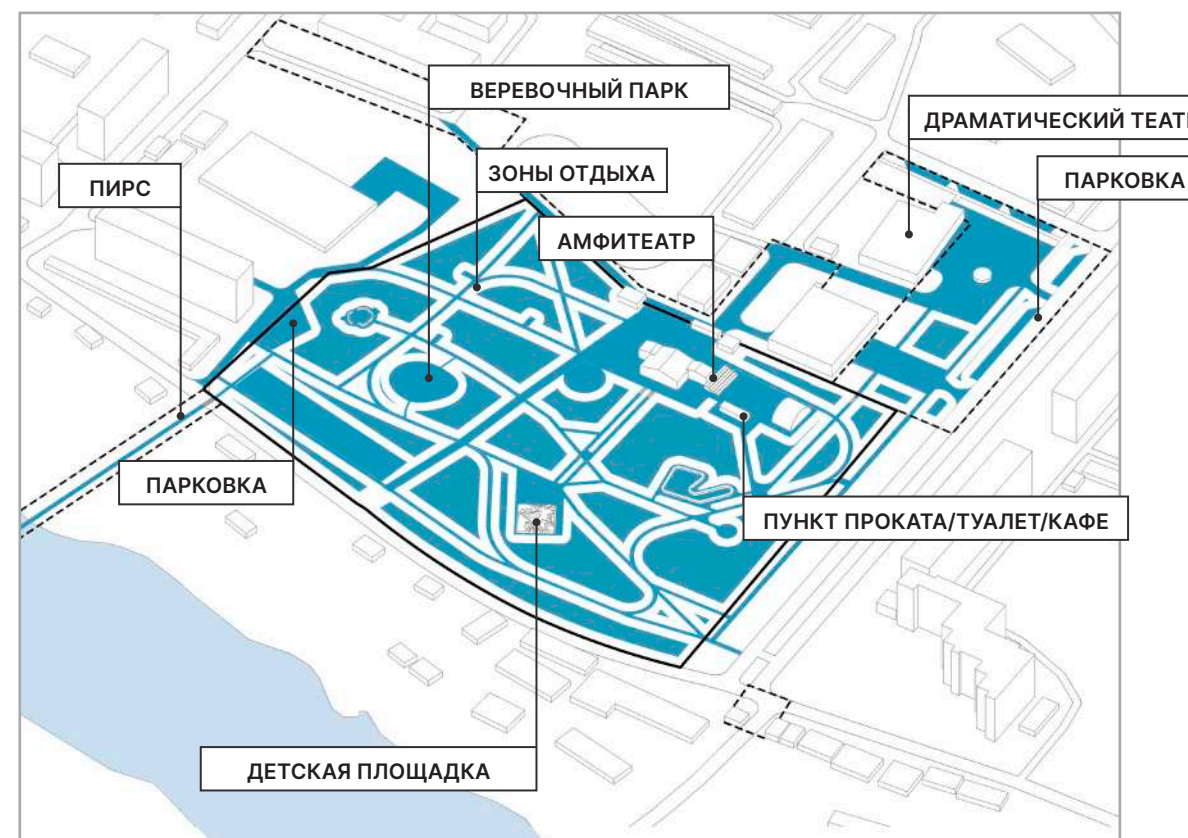 ВЕРЕВОЧНЫЙ ПАРК
ДРАМАТИЧЕСКИЙ ТЕАТ
ЗОНЫ ОТДЫХА
ПАРКОВКА
ПИРС
АМФИТЕАТР
ПАРКОВКА
ПУНКТ ПРОКАТА/ТУАЛЕТ/КАФЕ
ДЕТСКАЯ ПЛОЩАДКА